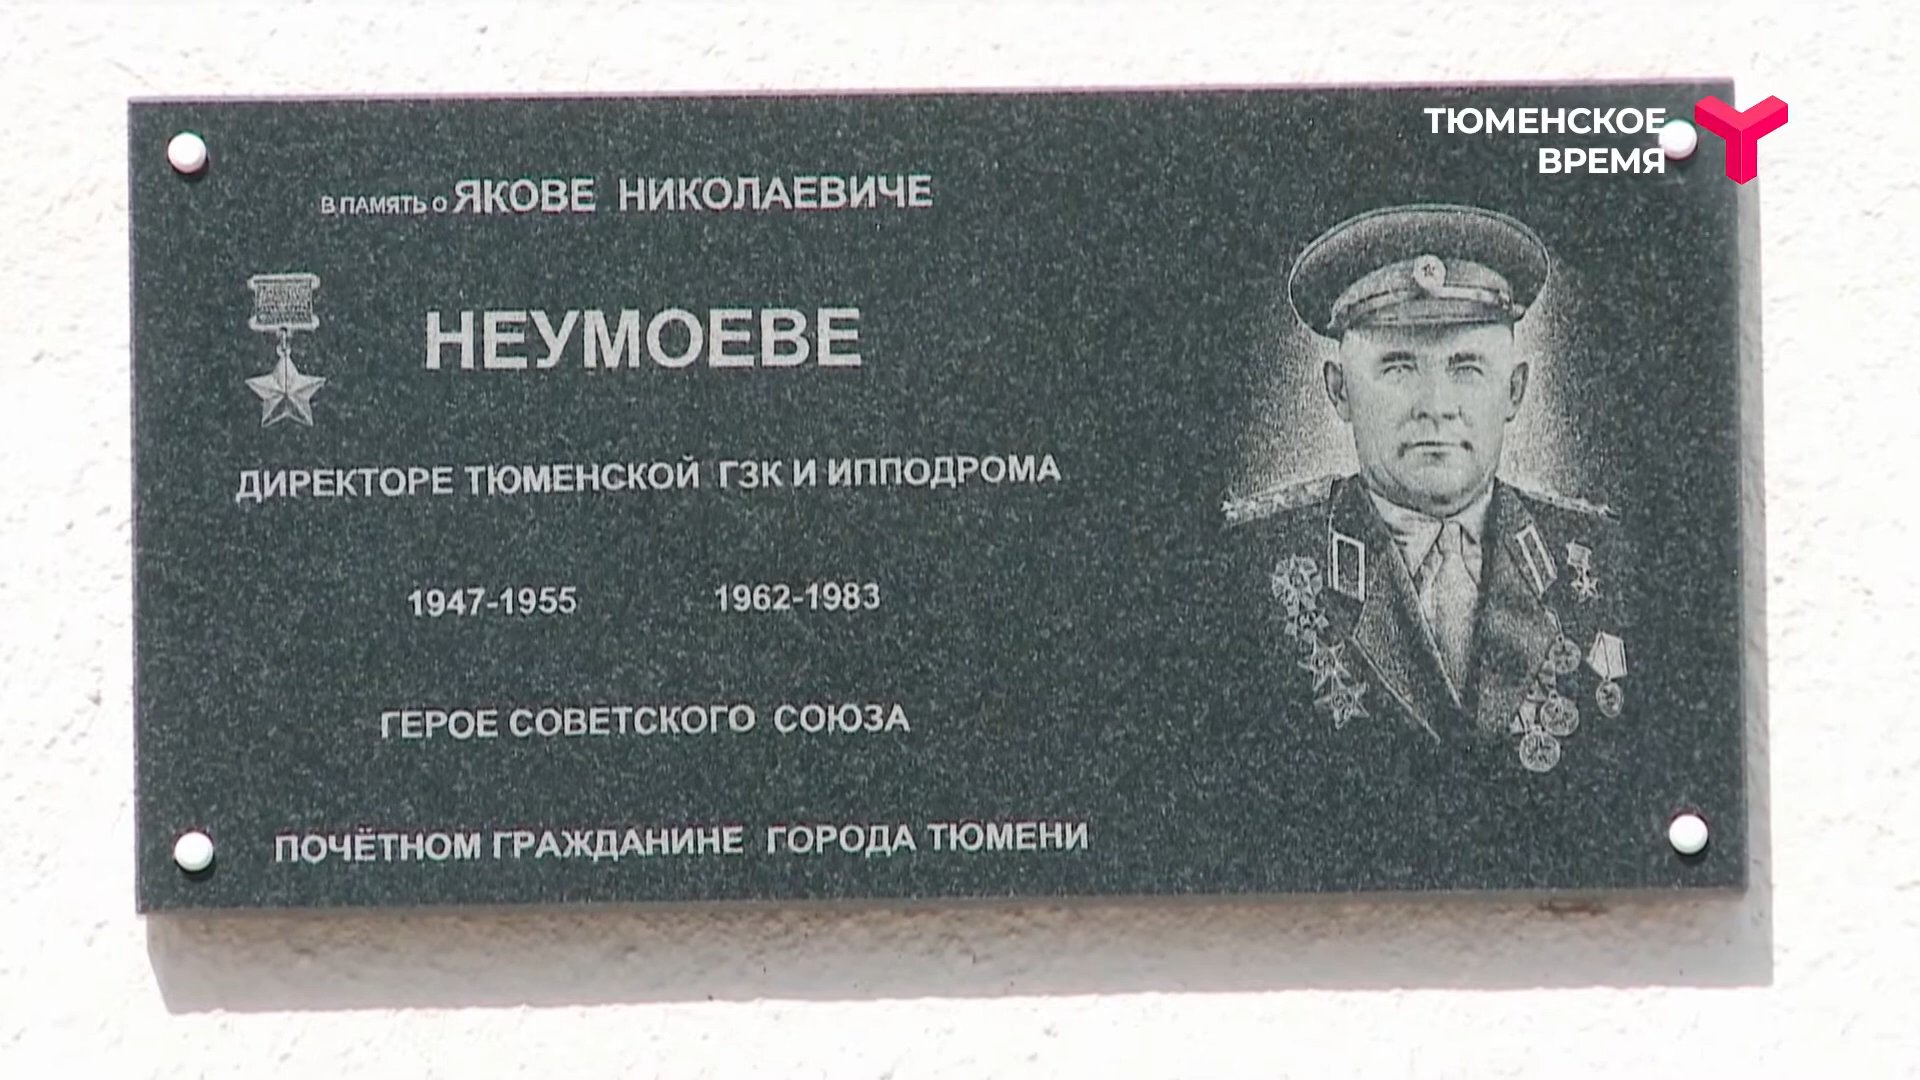 ТЮМЕНСКОЕ
ВРЕМЯ
В ПАМЯТЬ О ЯКОВЕ НИКОЛАЕВИЧЕ
НЕУМОЕВЕ
ДИРЕКТОРЕ ТЮМЕНСКОЙ ГЗК И ИППОДРОМА
1947-1955 1962-1983
ГЕРОЕ СОВЕТСКОГО СОЮЗА
ПОЧЁТНОМ ГРАЖДАНИНЕ ГОРОДА ТЮМЕНИ